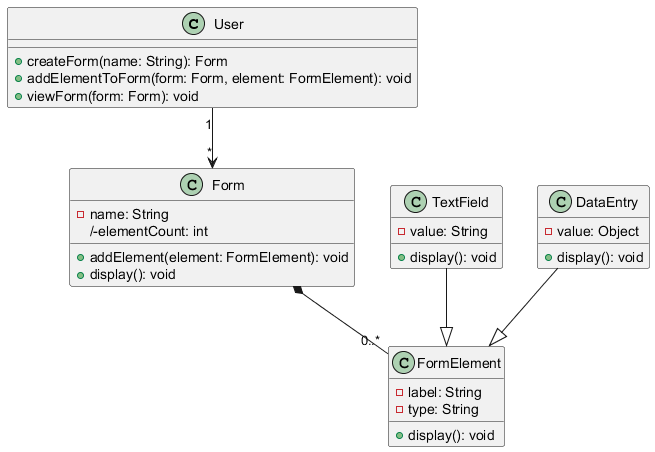 C User
createForm(name: String): Form
addElementToForm(form: Form, element: FormElement): void
viewForm(form: Form): void
1
*
C Form
name: String
/-elementCount: int
addElement(element: FormElement): void
display(): void
C TextField
value: String
display(): void
C DataEntry
value: Object
display(): void
0..*
C FormElement
label: String
type: String
display(): void